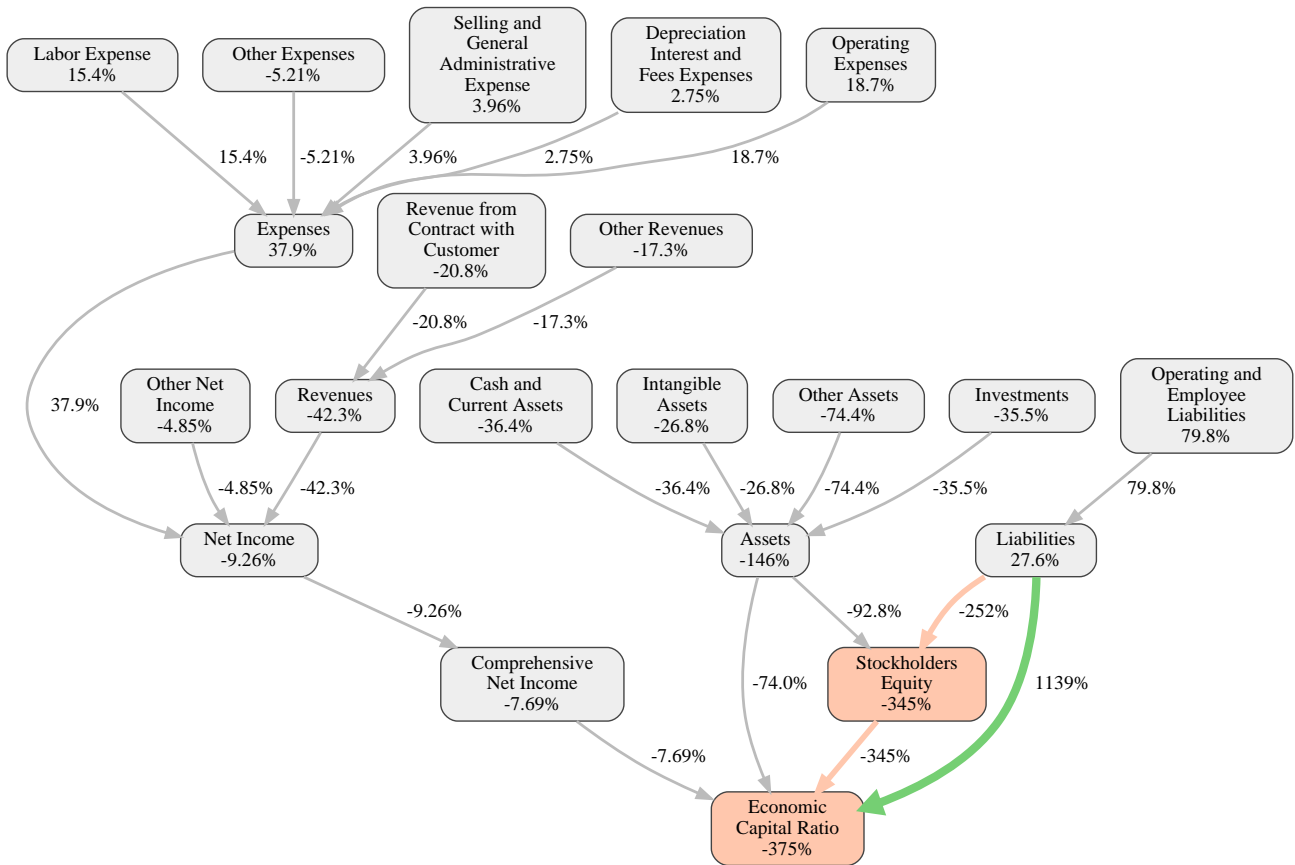 Labor Expense
15.4%
Other Expenses
-5.21%
Selling and
General
Administrative
Expense
3.96%
Depreciation
Interest and
Fees Expenses
2.75%
Operating
Expenses
18.7%
15.4%
-5.21%
3.96%
2.75%
18.7%
Expenses
37.9%
Revenue from
Contract with
Customer
-20.8%
Other Revenues
-17.3%
-20.8%
-17.3%
37.9%
Other Net
Income
-4.85%
Revenues
-42.3%
Cash and
Current Assets
-36.4%
Intangible
Assets
-26.8%
Other Assets
-74.4%
Investments
-35.5%
Operating and
Employee
Liabilities
79.8%
-4.85%
-42.3%
-36.4%
-26.8%
-74.4%
-35.5%
79.8%
Net Income
-9.26%
Assets
-146%
Liabilities
27.6%
-9.26%
-92.8%
-252%
Comprehensive
Net Income
-7.69%
-74.0%
Stockholders
Equity
-345%
1139%
-7.69%
-345%
Economic
Capital Ratio
-375%